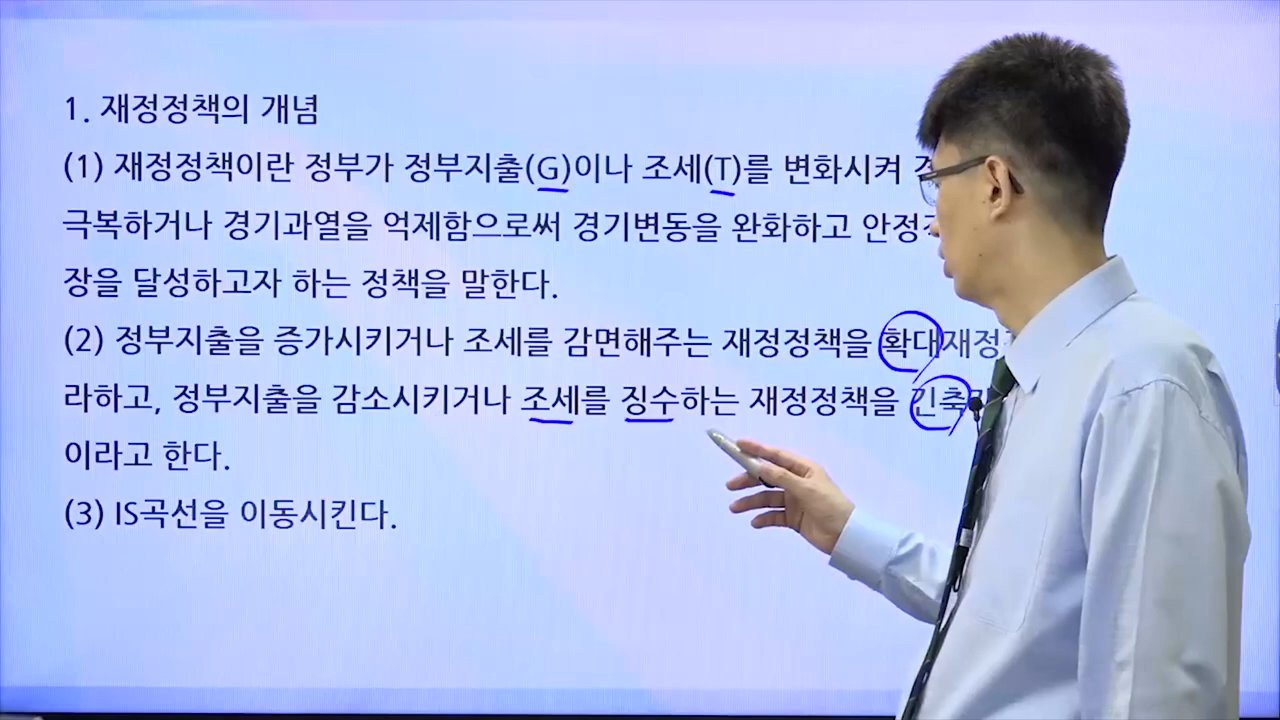 1. 재정정책의 개념
(1) 재정정책이란 정부가 정부지출(G)이나 조세(T)를 변화시켜
극복하거나 경기과열을 억제함으로써 경기변동을 완화하고
장을 달성하고자 하는 정책을 말한다.
(2) 정부지출을 증가시키거나 조세를 감면해주는 재정정책을 확대재정
라하고, 정부지출을 감소시키거나 조세를 징수하는 재정정책을 긴축
이라고 한다.
(3) IS곡선을 이동시킨다.